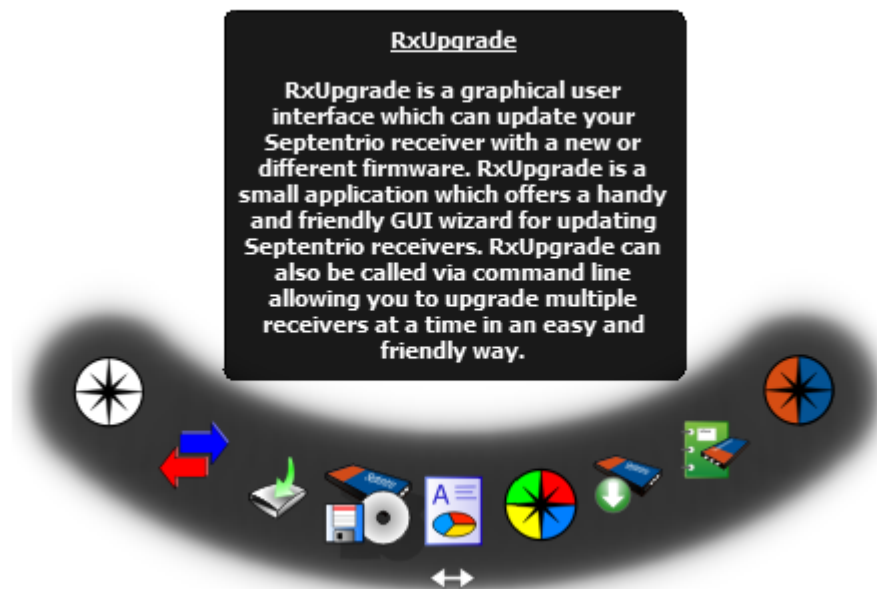 RxUpgrade
RxUpgrade is a graphical user
interface which can update your
Septentrio receiver with a new or
different firmware. RxUpgrade is a
small application which offers a handy
and friendly GUI wizard for updating
Septentrio receivers. RxUpgrade can
also be called via command line
allowing you to upgrade multiple
receivers at a time in an easy and
friendly way.
A